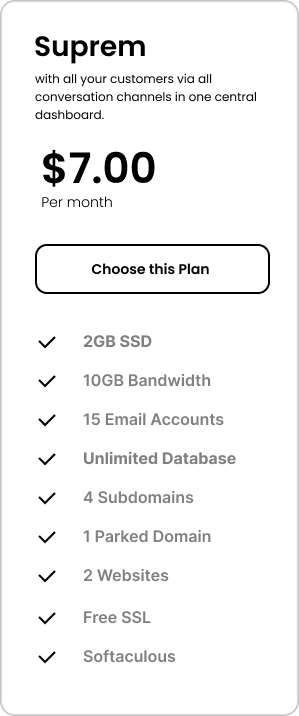 Suprem
with all your customers via all
conversation channels in one central
dashboard.
$7.00
Per month
Choose this Plan
2GB SSD
10GB Bandwidth
15 Email Accounts
Unlimited Database
4 Subdomains
1 Parked Domain
2 Websites
Free SSL
Softaculous